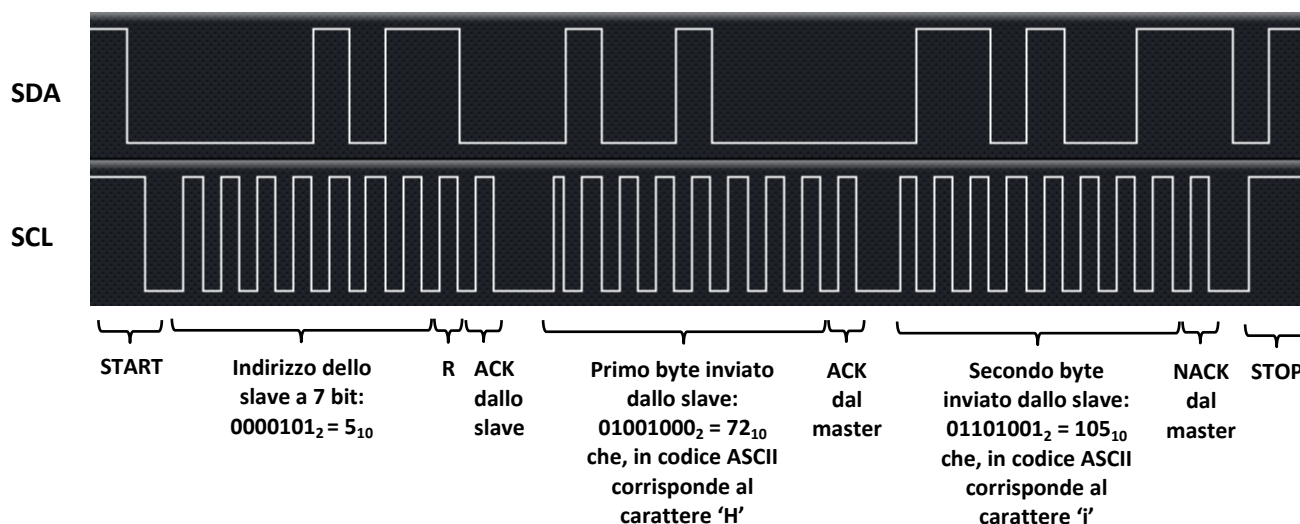 SDA
SCL
START
Indirizzo dello
slave a 7 bit:
0000101₂ = 5₁₀
R
ACK
dallo
slave
Primo byte inviato
dallo slave:
01001000₂ = 72₁₀
che, in codice ASCII
corrisponde al
carattere ‘H’
ACK
dal
master
Secondo byte
inviato dallo slave:
01101001₂ = 105₁₀
che, in codice ASCII
corrisponde al
carattere ‘i’
NACK
dal
master
STOP